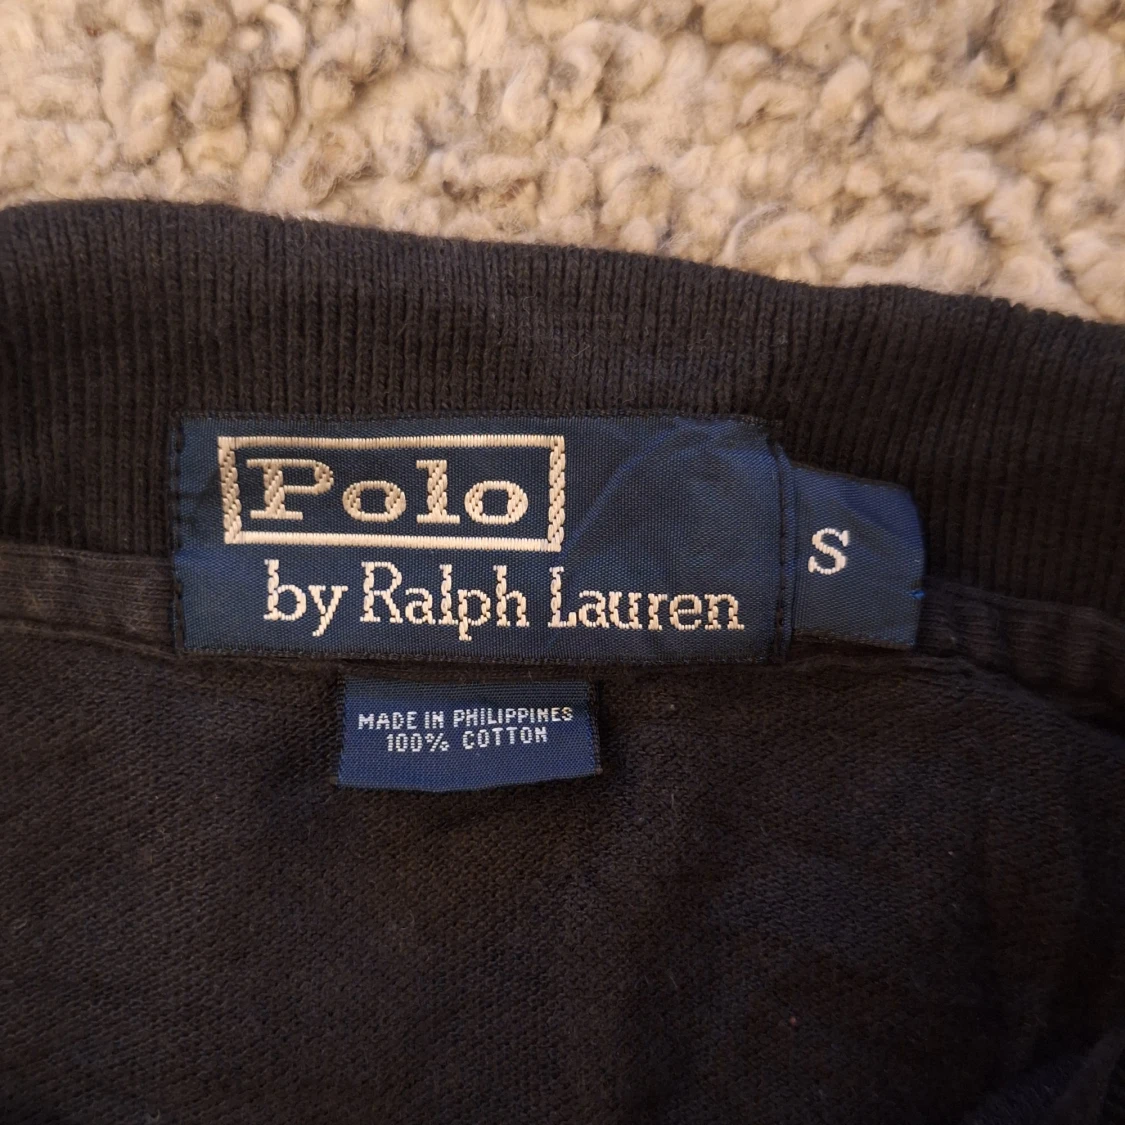 Polo
by Ralph Lauren
S
MADE IN PHILIPPINES
100% COTTON